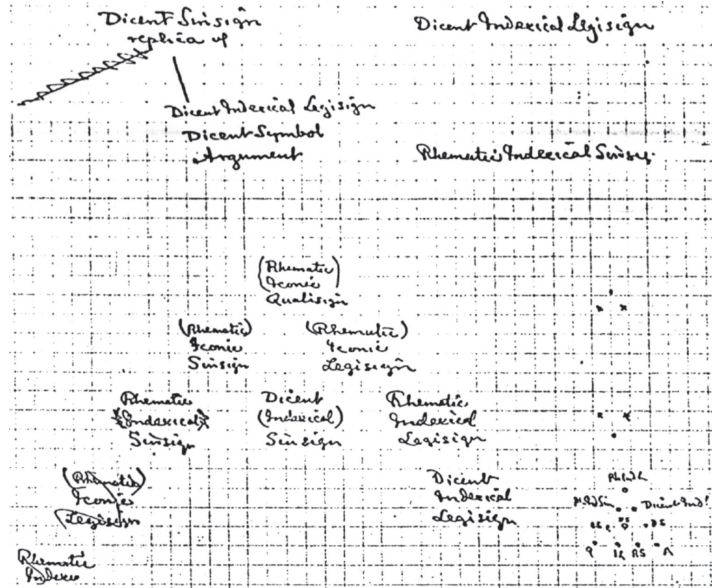 Dicent Sinsign
replica of
Dicent Indexical Legisign
Dicent Indexical Legisign
Dicent Symbol
Argument
Rhematic Indexical
(Rhematic)
Iconic
Qualisign
(Rhematic)
Iconic
Sinsign
(Rhematic)
Iconic
Legisign
Rhematic
Indexical
Sinsign
Dicent
(Indexical)
Sinsign
Rhematic
Indexical
Legisign
(Rhematic)
Iconic
Legisign
Dicent
Indexical
Legisign
Rhematic